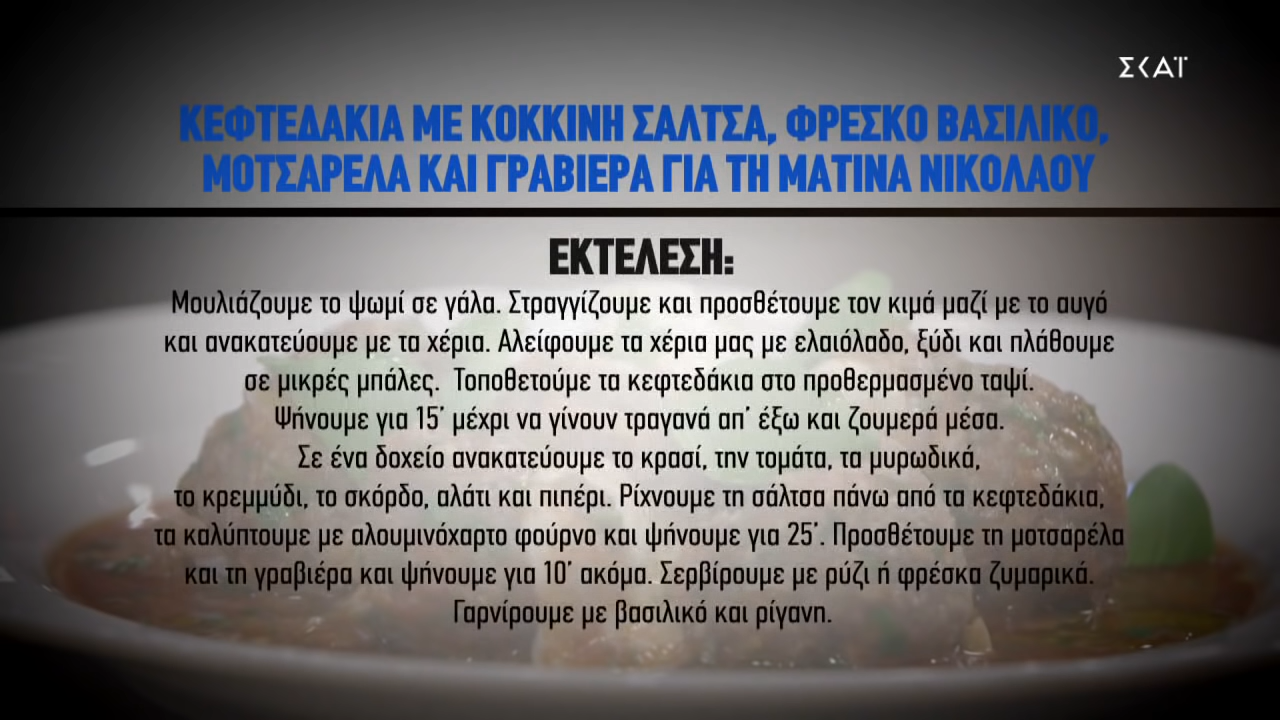 ΣΚΑΪ
ΚΕΦΤΕΔΑΚΙΑ ΜΕ ΚΟΚΚΙΝΗ ΣΑΛΤΣΑ, ΦΡΕΣΚΟ ΒΑΣΙΛΙΚΟ,
ΜΟΤΣΑΡΕΛΑ ΚΑΙ ΓΡΑΒΙΕΡΑ ΓΙΑ ΤΗ ΜΑΤΙΝΑ ΝΙΚΟΛΑΟΥ
ΕΚΤΕΛΕΣΗ:
Μουλιάζουμε το ψωμί σε γάλα. Στραγγίζουμε και προσθέτουμε τον κιμά μαζί με το αυγό
και ανακατεύουμε με τα χέρια. Αλείφουμε τα χέρια μας με ελαιόλαδο, ξύδι και πλάθουμε
σε μικρές μπάλες. Τοποθετούμε τα κεφτεδάκια στο προθερμασμένο ταψί.
Ψήνουμε για 15’ μέχρι να γίνουν τραγανά απ’ έξω και ζουμερά μέσα.
Σε ένα δοχείο ανακατεύουμε το κρασί, την τομάτα, τα μυρωδικά,
το κρεμμύδι, το σκόρδο, αλάτι και πιπέρι. Ρίχνουμε τη σάλτσα πάνω από τα κεφτεδάκια,
τα καλύπτουμε με αλουμινόχαρτο φούρνο και ψήνουμε για 25’. Προσθέτουμε τη μοτσαρέλα
και τη γραβιέρα και ψήνουμε για 10’ ακόμα. Σερβίρουμε με ρύζι ή φρέσκα ζυμαρικά.
Γαρνίρουμε με βασιλικό και ρίγανη.